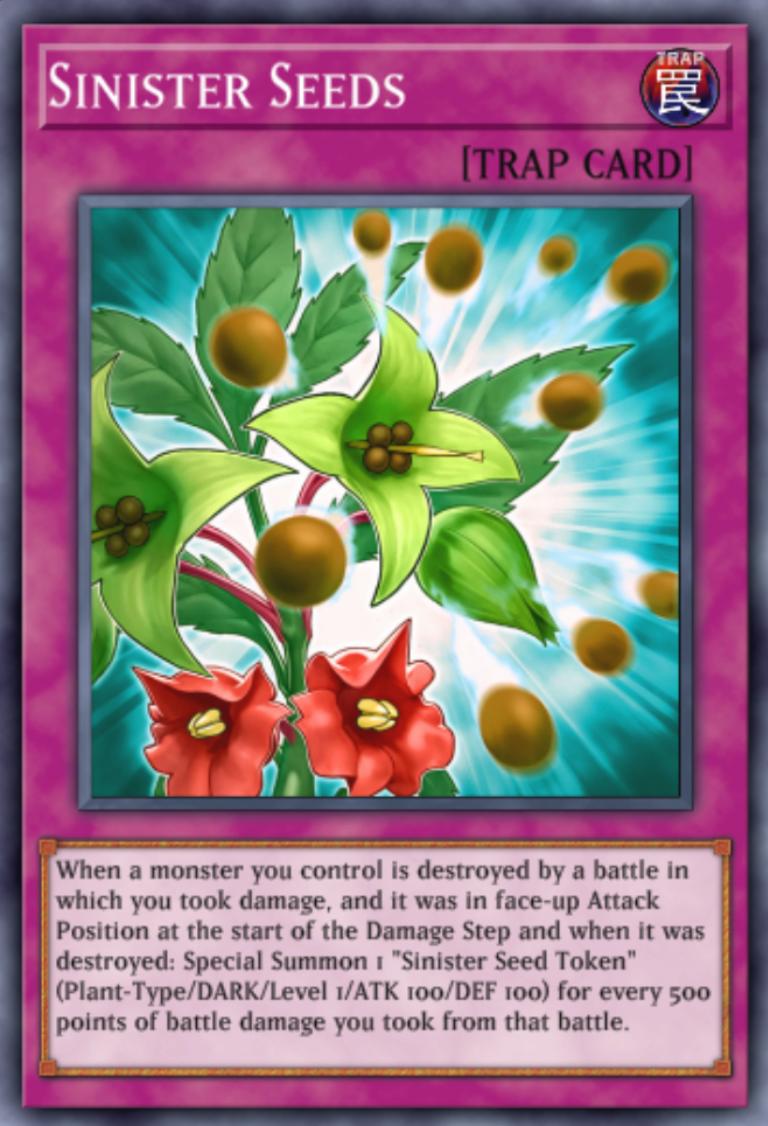 SINISTER SEEDS
TRAP
罠
[TRAP CARD]
When a monster you control is destroyed by a battle in
which you took damage, and it was in face-up Attack
Position at the start of the Damage Step and when it was
destroyed: Special Summon 1 "Sinister Seed Token"
(Plant-Type/DARK/Level 1/ATK 100/DEF 100) for every 500
points of battle damage you took from that battle.